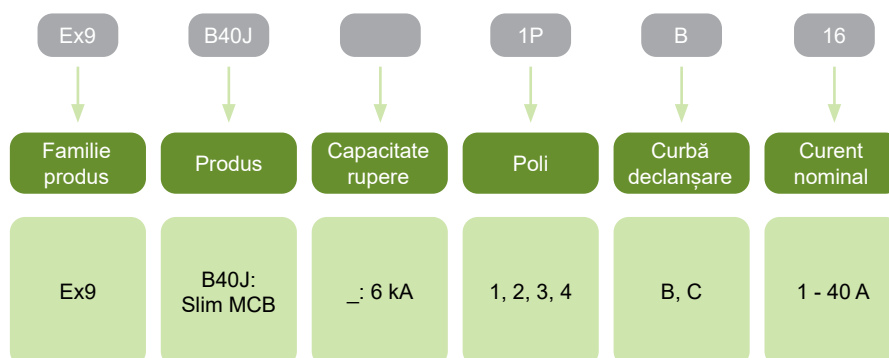 Ex9 B40J 1P B 16
Familie produs
Produs
Capacitate rupere
Poli
Curbă declanșare
Curent nominal
Ex9
B40J:
Slim MCB
_: 6 kA
1, 2, 3, 4
B, C
1 - 40 A